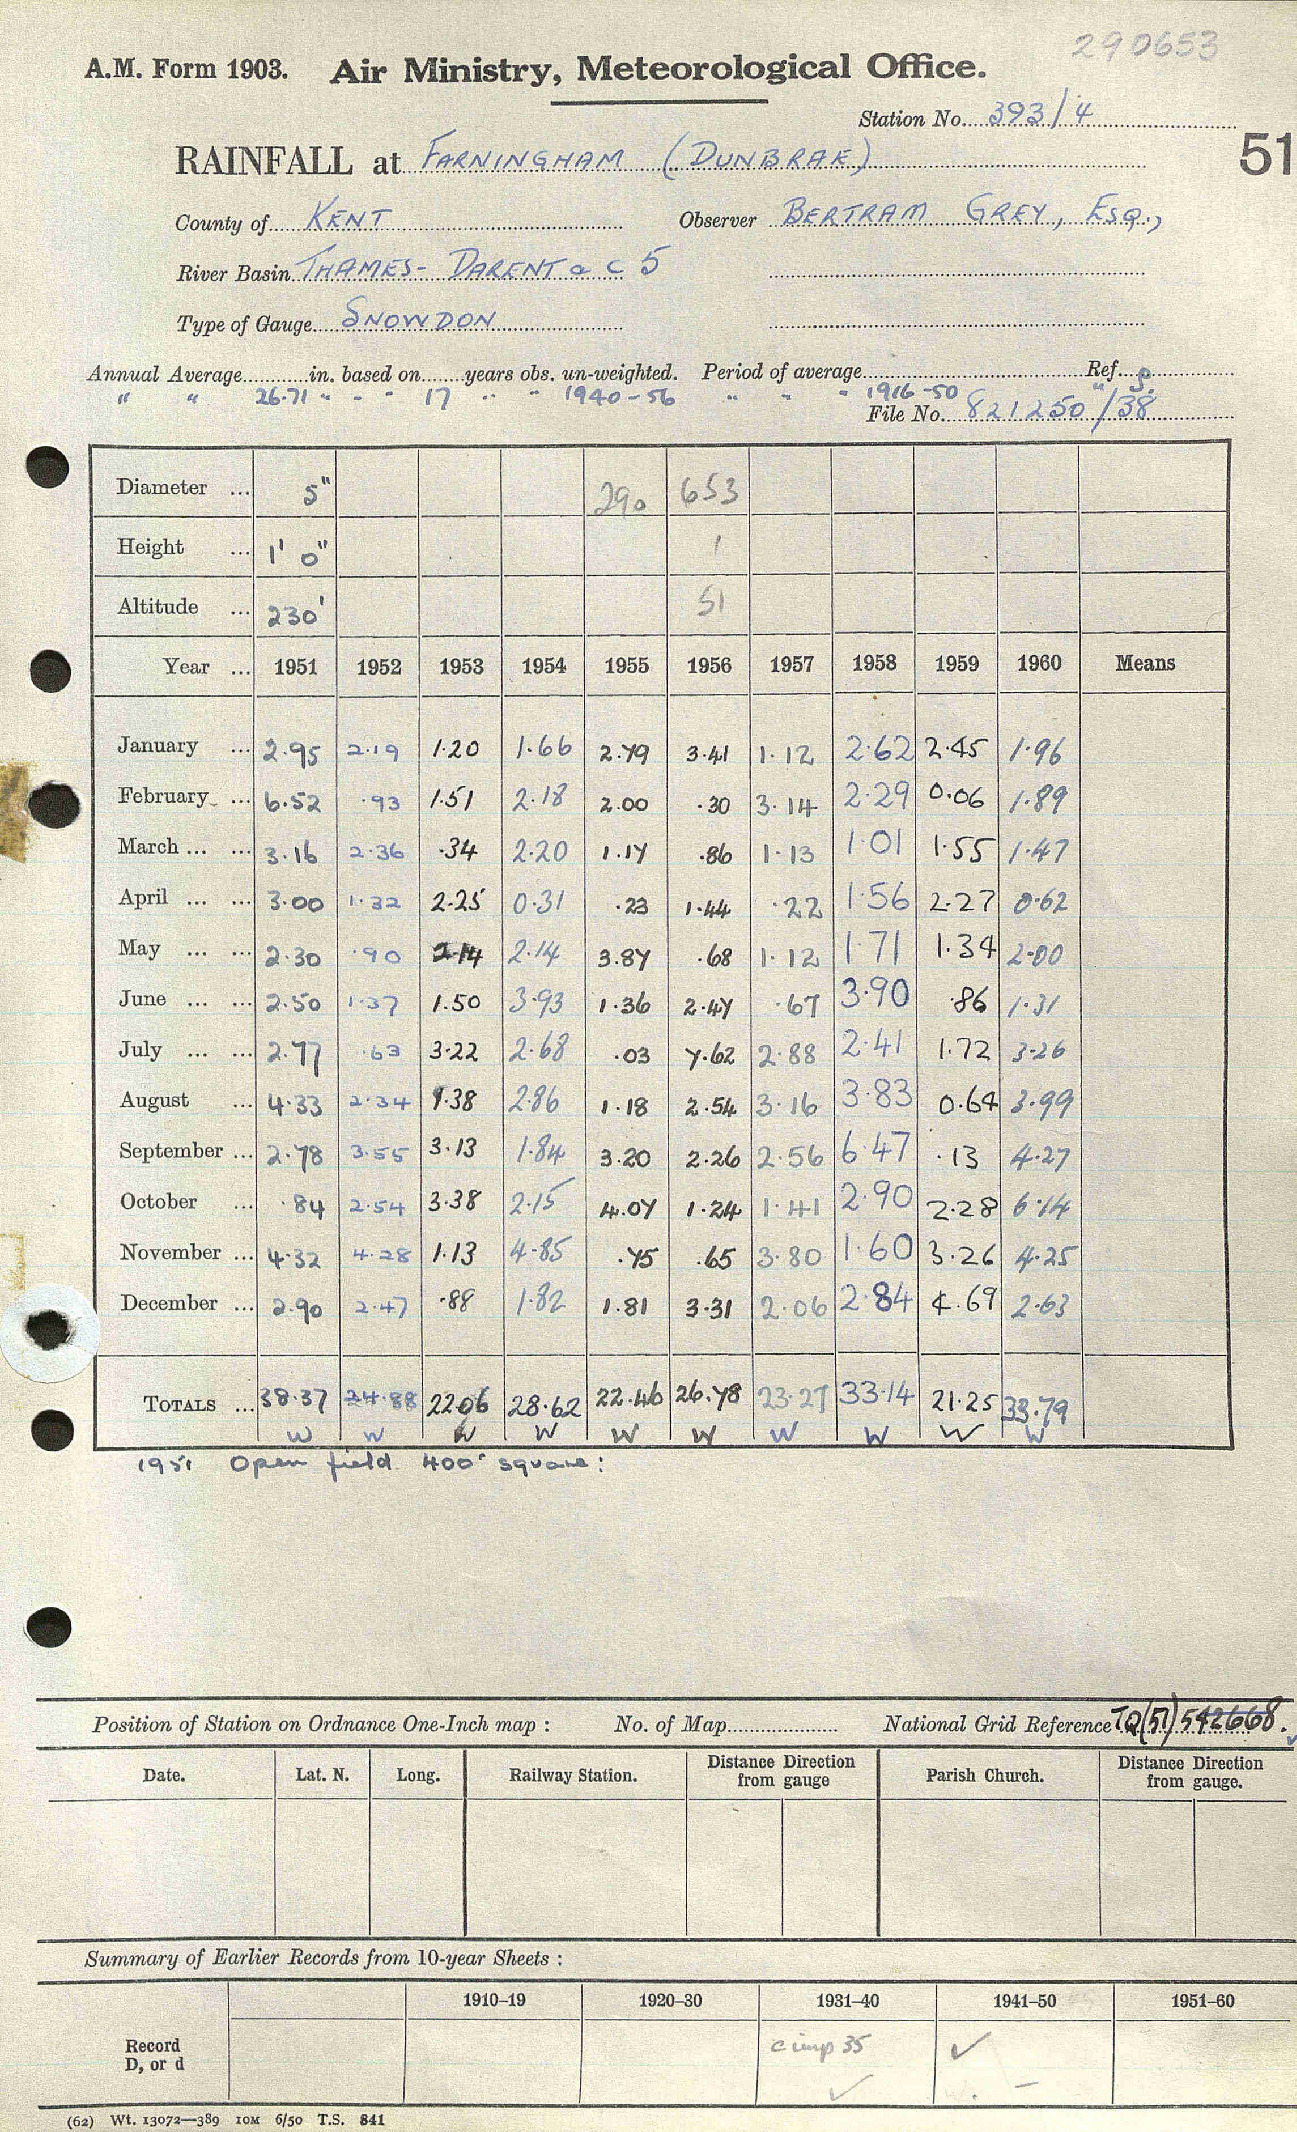 290653
A.M. Form 1903. Air Ministry, Meteorological Office.
Station No. 393/4
51
RAINFALL at FARNINGHAM (DUNBRAE)
County of KENT Observer BERTRAM GREY, ESQ.,
River Basin THAMES- DARENT & C 5
Type of Gauge SNOWDON
Annual Average in. based on years obs. un-weighted. Period of average Ref.
" " 26.71 " " " 17 " " 1940-56 " " " 1916-50 " S.
File No. 821250/38
Diameter ... 5" 290 653
Height ... 1' 0" 1
Altitude ... 230' 51
Year ... 1951 1952 1953 1954 1955 1956 1957 1958 1959 1960 Means
January ... 2.95 2.19 1.20 1.66 2.79 3.41 1.12 2.62 2.45 1.96
February ... 6.52 .93 1.51 2.18 2.00 .30 3.14 2.29 0.06 1.89
March ... ... 3.16 2.36 .34 2.20 1.17 .86 1.13 1.01 1.55 1.47
April ... ... 3.00 1.32 2.25 0.31 .23 1.44 .22 1.56 2.27 0.62
May ... ... 2.30 .90 2.14 2.14 3.87 .68 1.12 1.71 1.34 2.00
June ... ... 2.50 1.37 1.50 3.93 1.36 2.47 .67 3.90 .86 1.31
July ... ... 2.77 .63 3.22 2.68 .03 7.62 2.88 2.41 1.72 3.26
August ... 4.33 2.34 1.38 2.86 1.18 2.54 3.16 3.83 0.64 3.99
September ... 2.78 3.55 3.13 1.84 3.20 2.26 2.56 6.47 .13 4.27
October ... .84 2.54 3.38 2.15 4.07 1.24 1.41 2.90 2.28 6.14
November ... 4.32 4.28 1.13 4.85 .75 .65 3.80 1.60 3.26 4.25
December ... 2.90 2.47 .88 1.82 1.81 3.31 2.06 2.84 4.69 2.63
TOTALS ... 38.37 24.88 22.06 28.62 22.46 26.78 23.27 33.14 21.25 33.79
W W W W W W W W W W
1951 Open field 400' square:
Position of Station on Ordnance One-Inch map : No. of Map National Grid Reference TQ(51) 542668.
Date. Lat. N. Long. Railway Station. Distance Direction from gauge Parish Church. Distance Direction from gauge.
Summary of Earlier Records from 10-year Sheets :
1910–19 1920–30 1931–40 1941–50 1951–60
Record D, or d
c imp 35 ✓
✓
(62) Wt. 13072—389 10M 6/50 T.S. 841